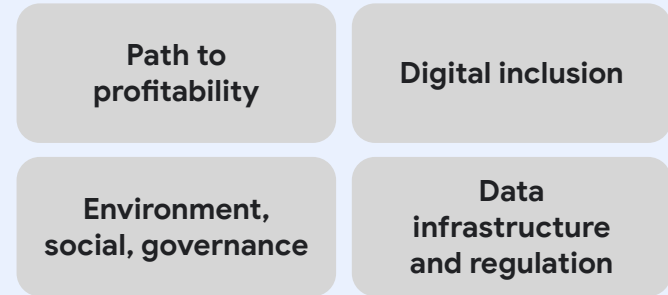 Path to
profitability
Digital inclusion
Environment,
social, governance
Data
infrastructure
and regulation